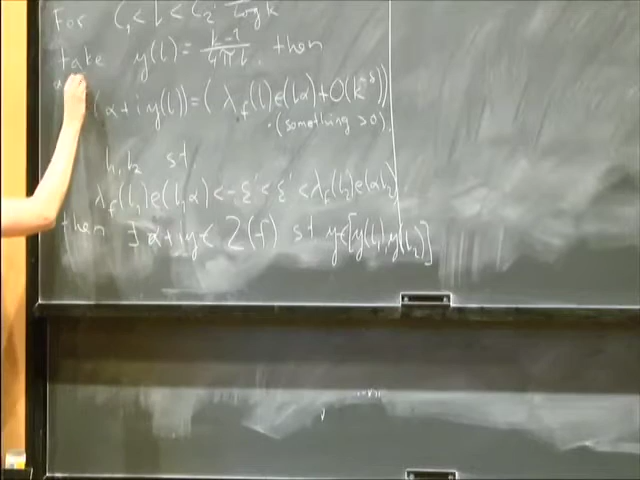 For C₁ < l < C₂ √(k/log k)
take y(l) = (k-1)/(4πl), then
(α+iy(l)) = (λ_f(l)e(lα)+O(k^{-δ}))
·(something >0).
l₁,l₂ st
λ_f(l₁)e(l₁α) < -ε' < ε' < λ_f(l₂)e(αl₂)
then ∃ α+iy ∈ Z(f) st y∈[y(l₁),y(l₂)]